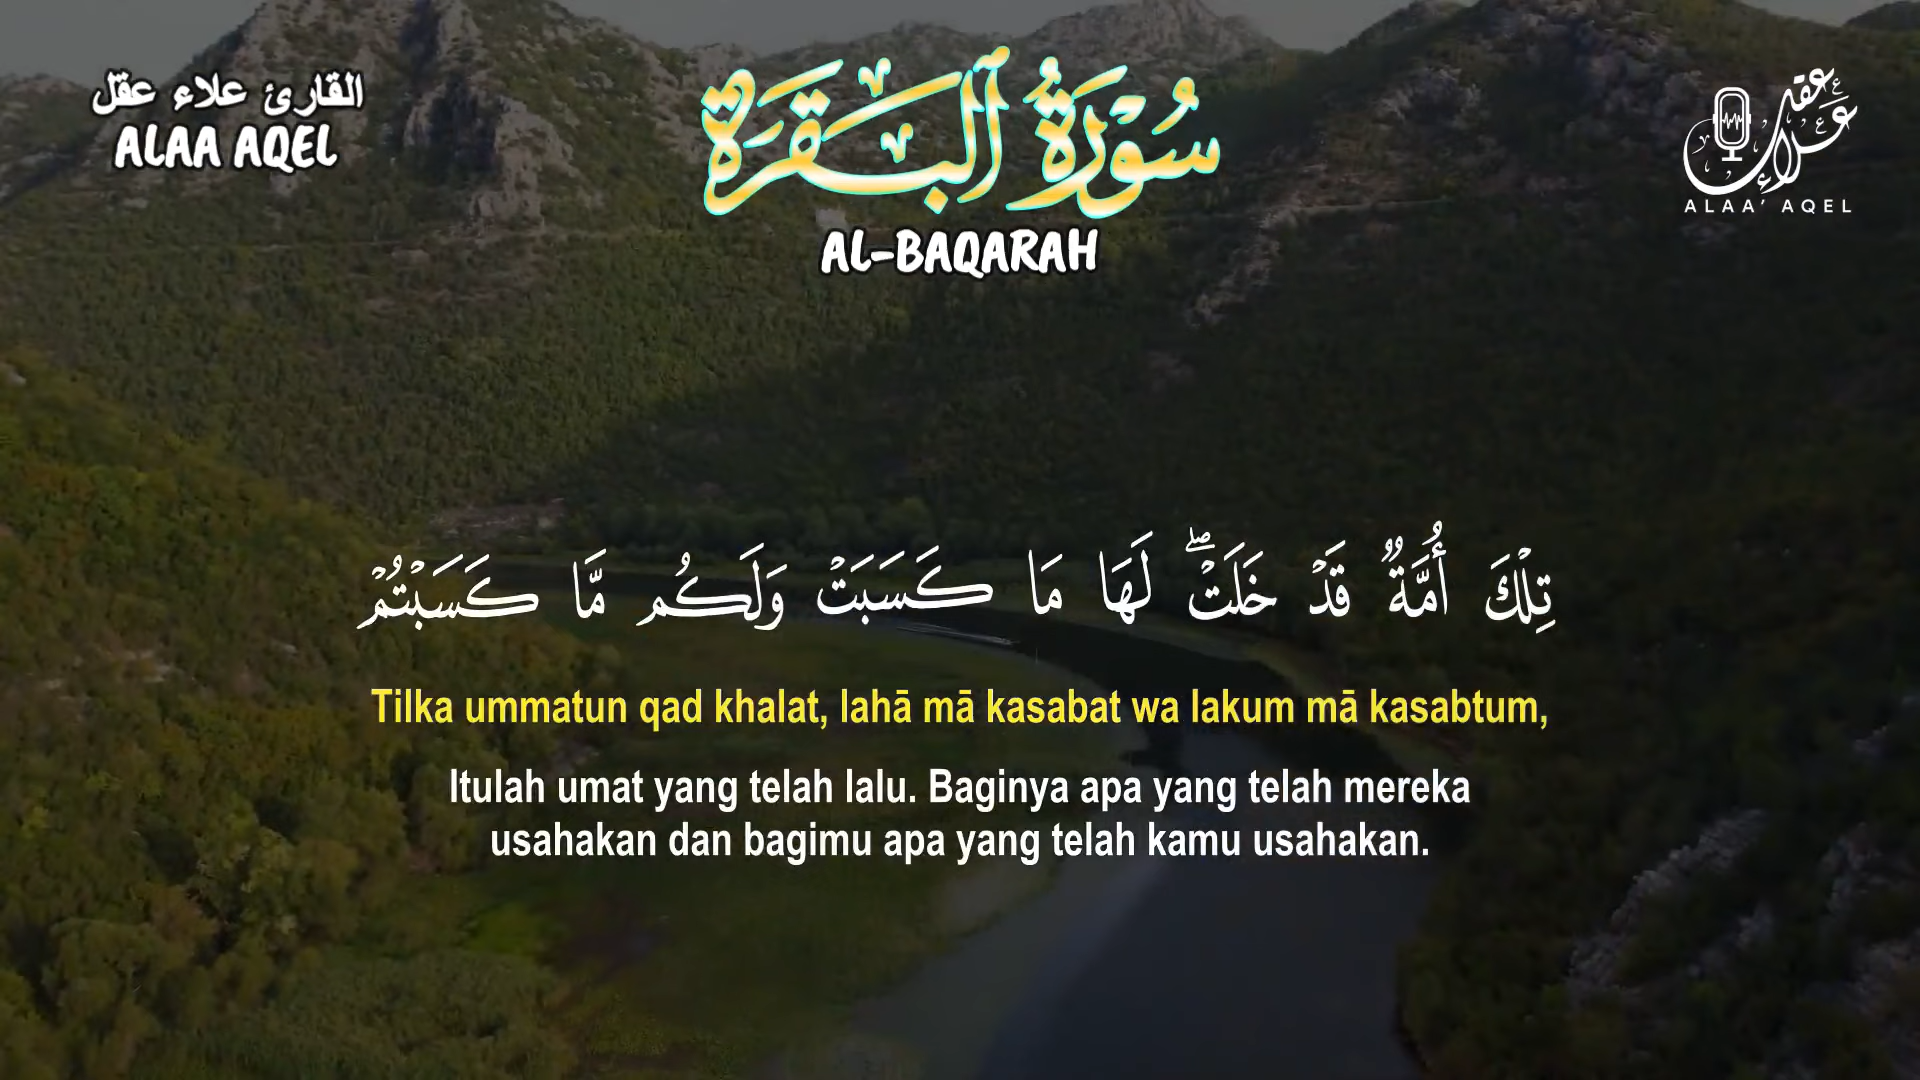 القارئ علاء عقل
ALAA AQEL
سُوْرَةُ ٱلْبَقَرَةِ
AL-BAQARAH
علاء عقل
ALAA' AQEL
تِلْكَ أُمَّةٌ قَدْ خَلَتْ ۖ لَهَا مَا كَسَبَتْ وَلَكُم مَّا كَسَبْتُمْ
Tilka ummatun qad khalat, lahā mā kasabat wa lakum mā kasabtum,
Itulah umat yang telah lalu. Baginya apa yang telah mereka
usahakan dan bagimu apa yang telah kamu usahakan.